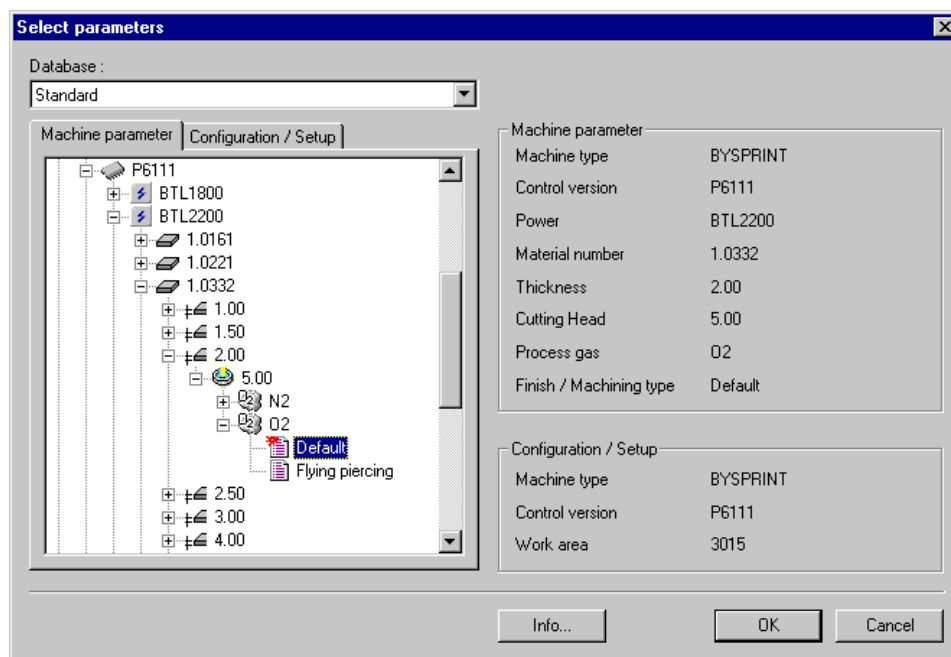 Select parameters
Database :
Standard
Machine parameter
Configuration / Setup
P6111
BTL1800
BTL2200
1.0161
1.0221
1.0332
1.00
1.50
2.00
5.00
N2
O2
Default
Flying piercing
2.50
3.00
4.00
Machine parameter
Machine type BYSPRINT
Control version P6111
Power BTL2200
Material number 1.0332
Thickness 2.00
Cutting Head 5.00
Process gas O2
Finish / Machining type Default
Configuration / Setup
Machine type BYSPRINT
Control version P6111
Work area 3015
Info... OK Cancel